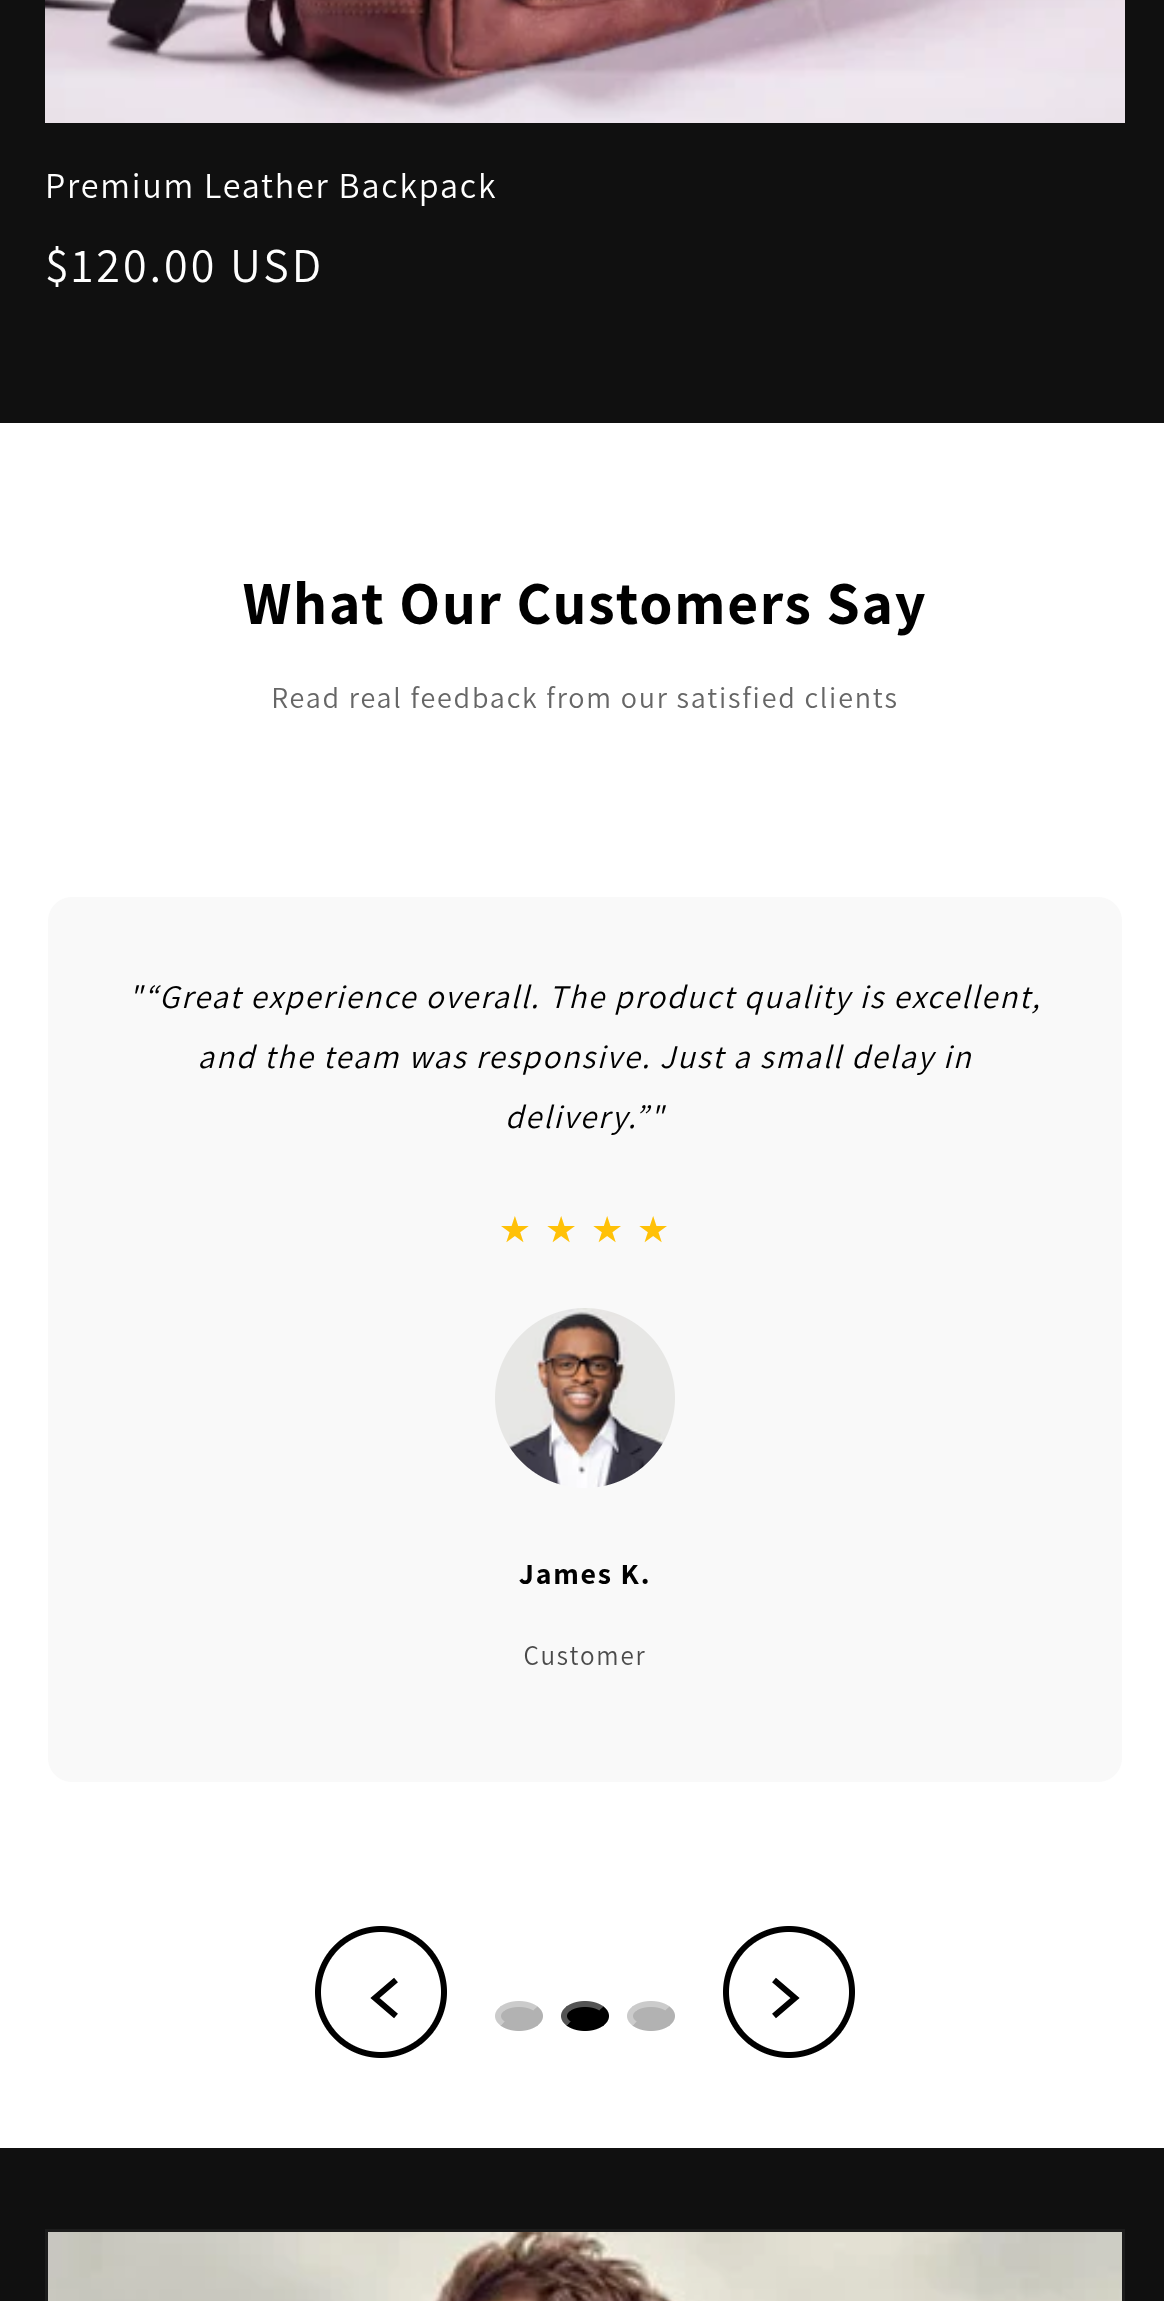 Premium Leather Backpack
$120.00 USD
What Our Customers Say
Read real feedback from our satisfied clients
"“Great experience overall. The product quality is excellent,
and the team was responsive. Just a small delay in
delivery.”"
★ ★ ★ ★
James K.
Customer